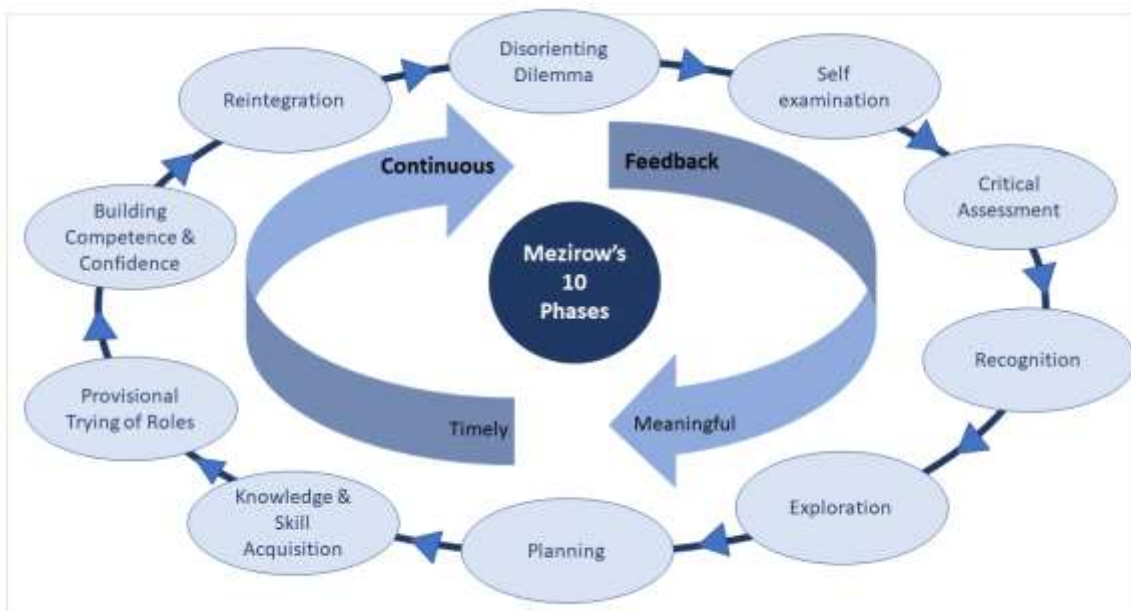 Disorienting
Dilemma
Self
examination
Critical
Assessment
Recognition
Exploration
Planning
Knowledge &
Skill
Acquisition
Provisional
Trying of Roles
Building
Competence &
Confidence
Reintegration
Continuous
Feedback
Meaningful
Timely
Mezirow's
10
Phases